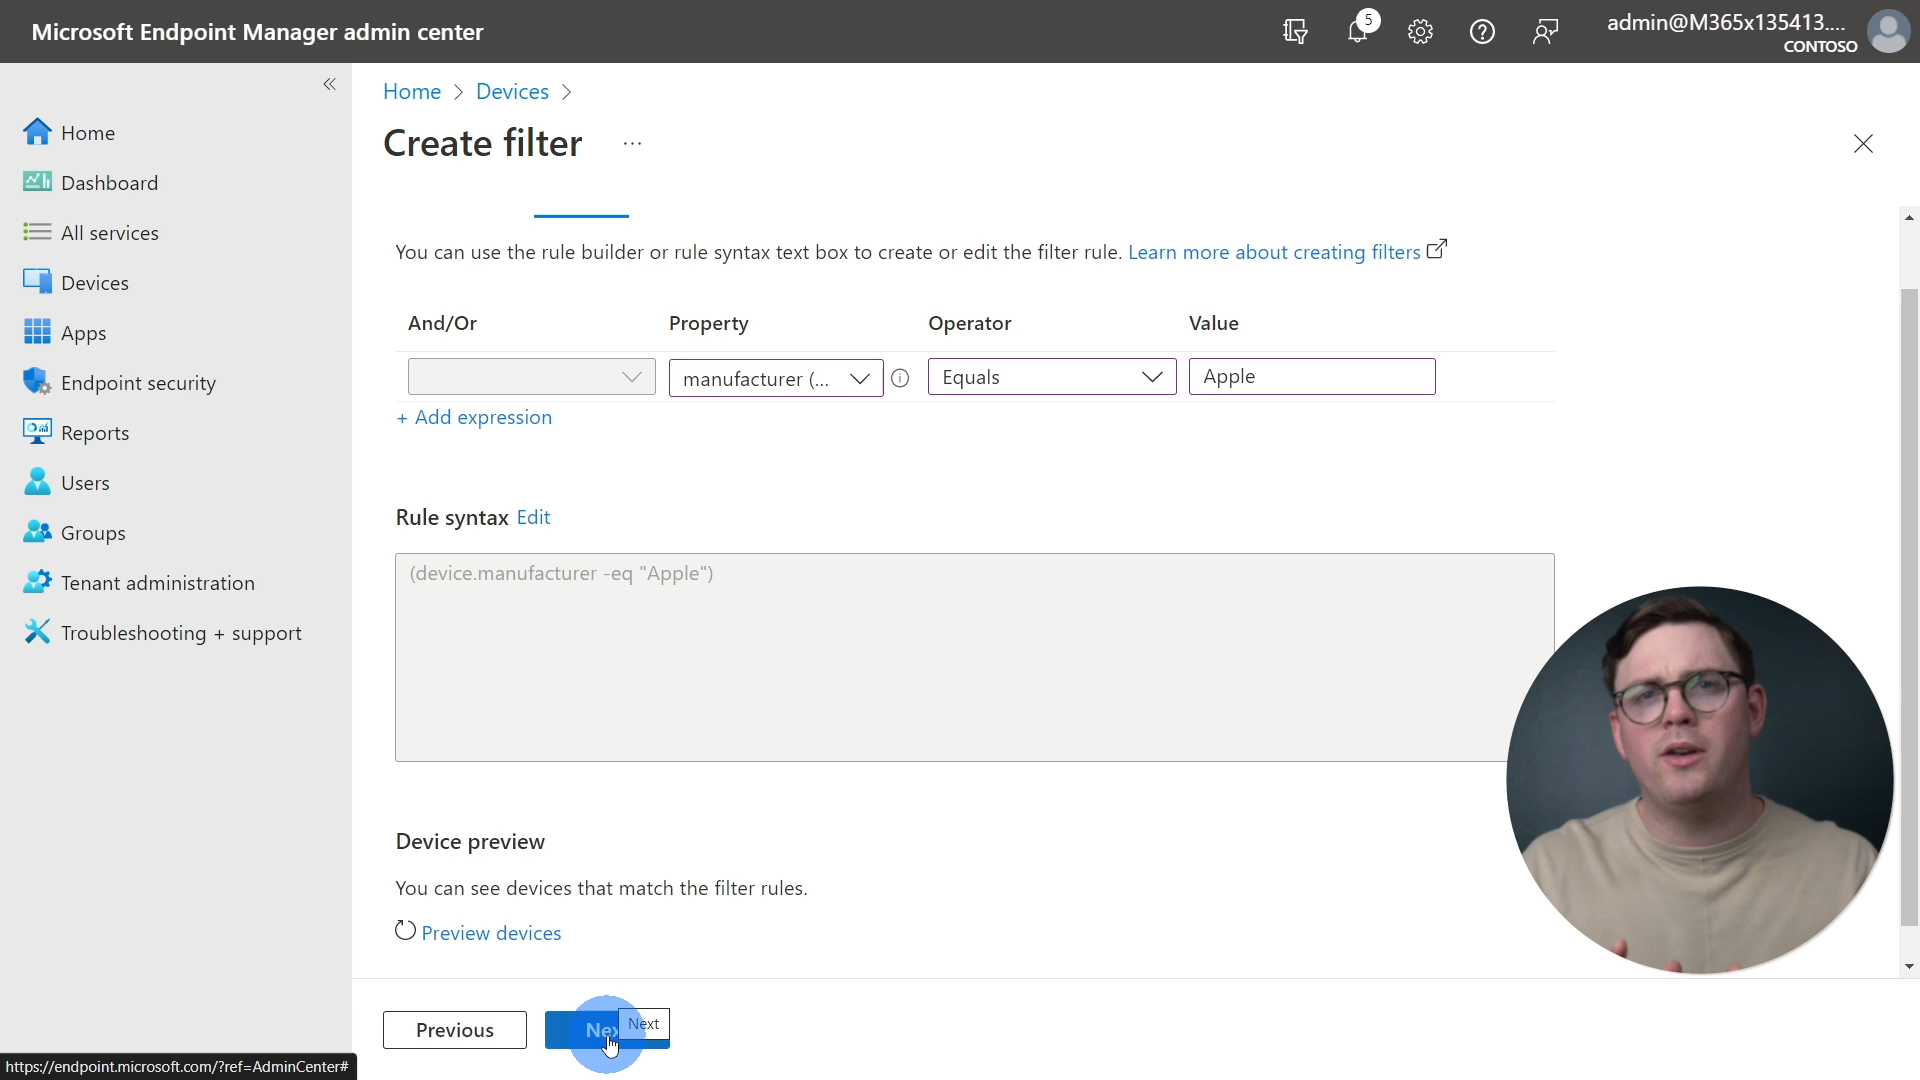 Microsoft Endpoint Manager admin center
5
admin@M365x135413....
CONTOSO
Home
Dashboard
All services
Devices
Apps
Endpoint security
Reports
Users
Groups
Tenant administration
Troubleshooting + support
Home > Devices >
Create filter ...
You can use the rule builder or rule syntax text box to create or edit the filter rule. Learn more about creating filters
And/Or Property Operator Value
manufacturer (... Equals Apple
+ Add expression
Rule syntax Edit
(device.manufacturer -eq "Apple")
Device preview
You can see devices that match the filter rules.
Preview devices
Previous
Nex
Next
https://endpoint.microsoft.com/?ref=AdminCenter#